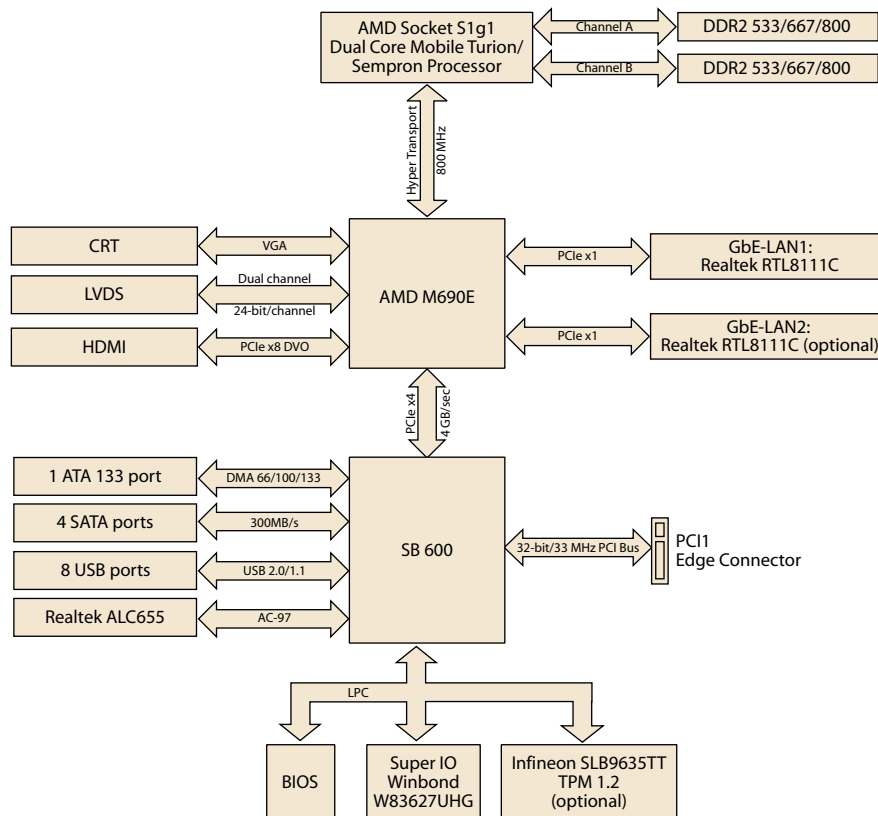 AMD Socket S1g1
Dual Core Mobile Turion/
Sempron Processor
Channel A
DDR2 533/667/800
Channel B
DDR2 533/667/800
Hyper Transport
800 MHz
CRT
VGA
LVDS
Dual channel
24-bit/channel
HDMI
PCIe x8 DVO
AMD M690E
PCIe x1
GbE-LAN1:
Realtek RTL8111C
PCIe x1
GbE-LAN2:
Realtek RTL8111C (optional)
PCIe x4
4 GB/sec
1 ATA 133 port
DMA 66/100/133
4 SATA ports
300MB/s
8 USB ports
USB 2.0/1.1
Realtek ALC655
AC-97
SB 600
32-bit/33 MHz PCI Bus
PCI1
Edge Connector
LPC
BIOS
Super IO
Winbond
W83627UHG
Infineon SLB9635TT
TPM 1.2
(optional)